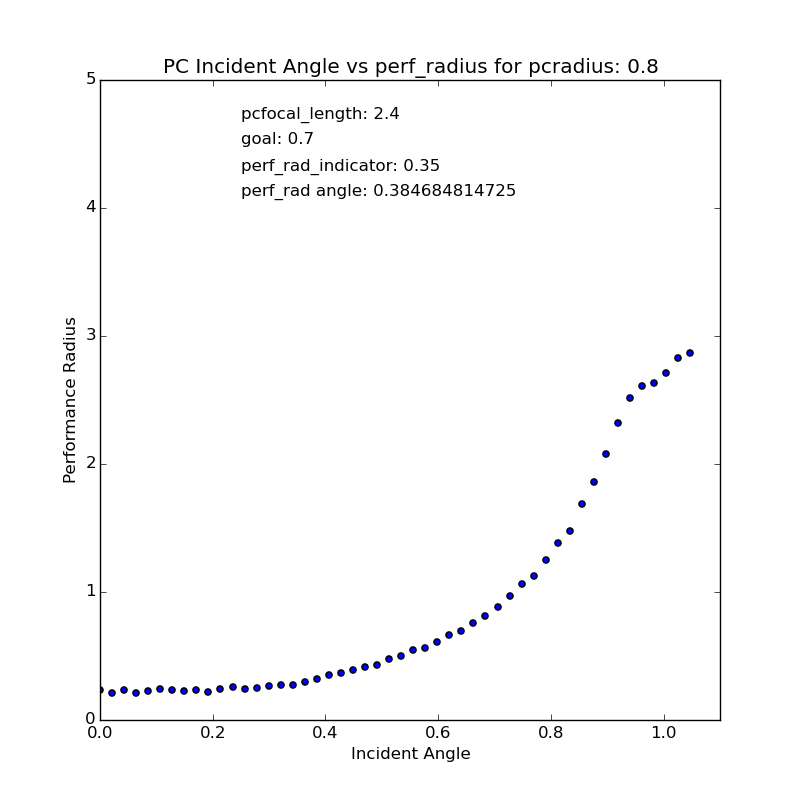 PC Incident Angle vs perf_radius for pcradius: 0.8
5
pcfocal_length: 2.4
goal: 0.7
perf_rad_indicator: 0.35
perf_rad angle: 0.384684814725
4
3
Performance Radius
2
1
0
0.0 0.2 0.4 0.6 0.8 1.0
Incident Angle